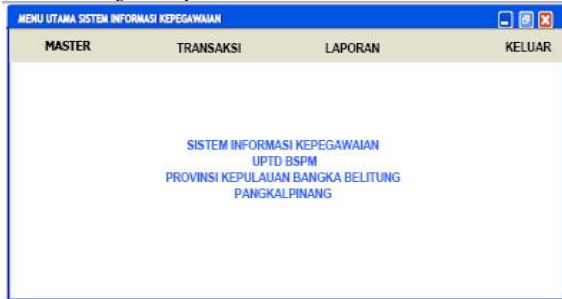 MENU UTAMA SISTEM INFORMASI KEPEGAWAIAN
MASTER TRANSAKSI LAPORAN KELUAR
SISTEM INFORMASI KEPEGAWAIAN
UPTD BSPM
PROVINSI KEPULAUAN BANGKA BELITUNG
PANGKALPINANG